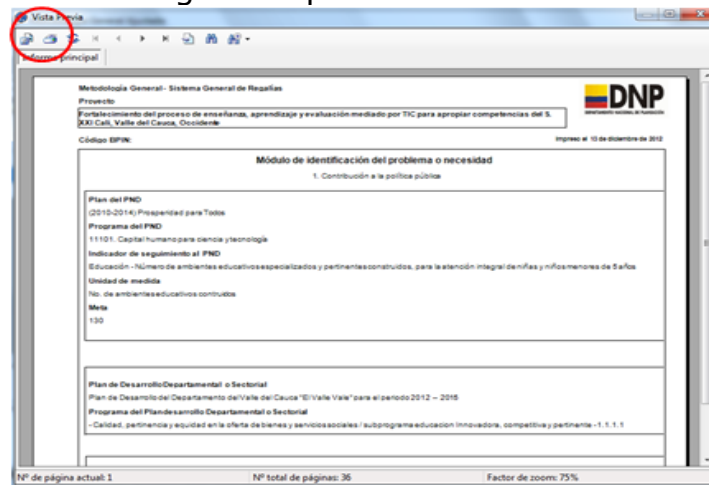 Vista Previa
Informe principal
Metodología General - Sistema General de Regalías
Proyecto
Fortalecimiento del proceso de enseñanza, aprendizaje y evaluación mediado por TIC para apropiar competencias del S.
XXI:Cali, Valle del Cauca, Occidente
DNP
DEPARTAMENTO NACIONAL DE PLANEACIÓN
Código BPIN:
Impreso el 13 de diciembre de 2012
Módulo de identificación del problema o necesidad
1. Contribución a la política pública
Plan del PND
(2010-2014) Prosperidad para Todos
Programa del PND
11101. Capital humano para ciencia y tecnología
Indicador de seguimiento al PND
Educación - Número de ambientes educativos especializados y pertinentes construidos, para la atención integral de niñas y niños menores de 5 años
Unidad de medida
No. de ambientes educativos contruidos
Meta
130
Plan de Desarrollo Departamental o Sectorial
Plan de Desarrollo del Departamento del Valle del Cauca "El Valle Vale" para el periodo 2012 – 2015
Programa del Plan desarrollo Departamental o Sectorial
- Calidad, pertinencia y equidad en la oferta de bienes y servicios sociales / subprograma educacion Innovadora, competitiva y pertinente -1.1.1.1
Nº de página actual: 1
Nº total de páginas: 36
Factor de zoom: 75%